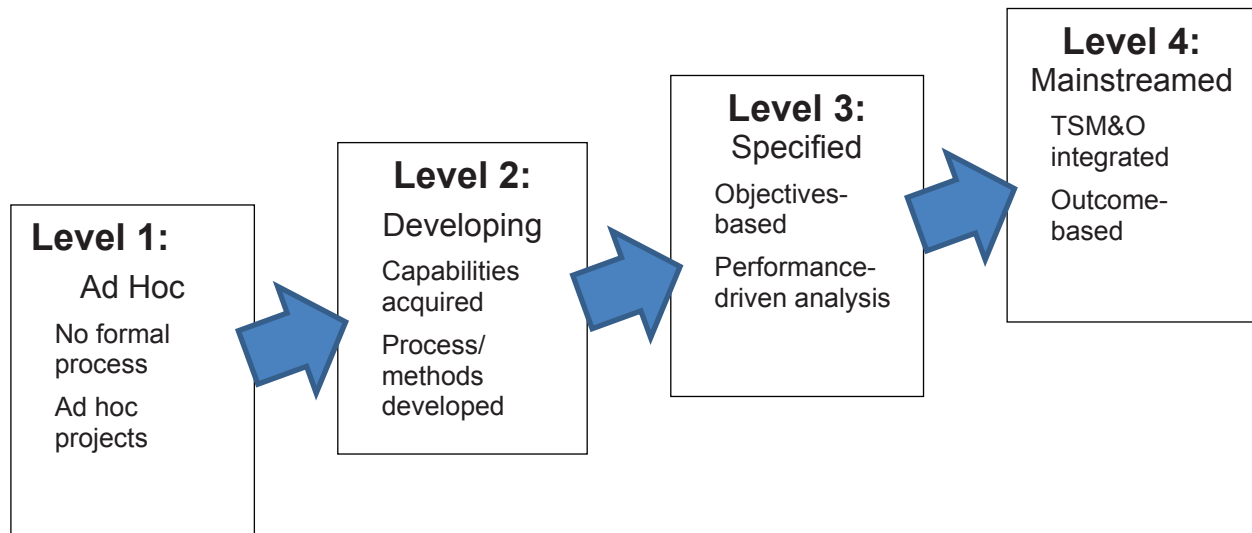 Level 1:
Ad Hoc
No formal
process
Ad hoc
projects
Level 2:
Developing
Capabilities
acquired
Process/
methods
developed
Level 3:
Specified
Objectives-
based
Performance-
driven analysis
Level 4:
Mainstreamed
TSM&O
integrated
Outcome-
based